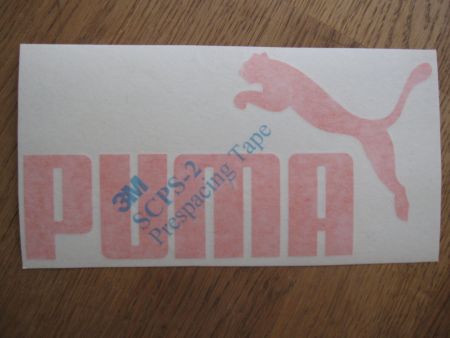 PUMA
3M
SCPS-2
Prespacing Tape